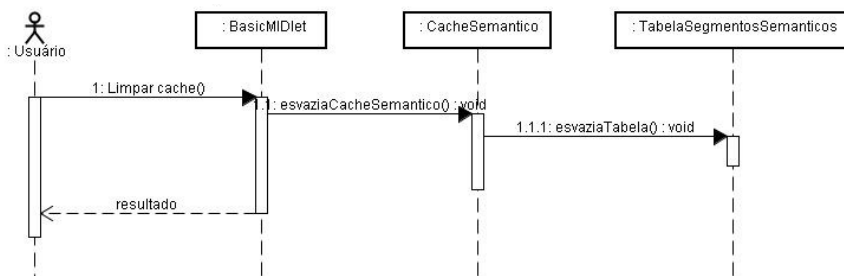 : Usuário
: BasicMIDlet
: CacheSemantico
: TabelaSegmentosSemanticos
1: Limpar cache()
1.1: esvaziaCacheSemantico() : void
1.1.1: esvaziaTabela() : void
resultado